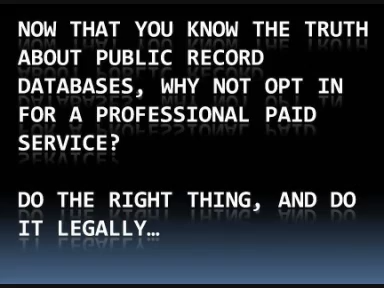 NOW THAT YOU KNOW THE TRUTH
ABOUT PUBLIC RECORD
DATABASES, WHY NOT OPT IN
FOR A PROFESSIONAL PAID
SERVICE?
DO THE RIGHT THING, AND DO
IT LEGALLY…